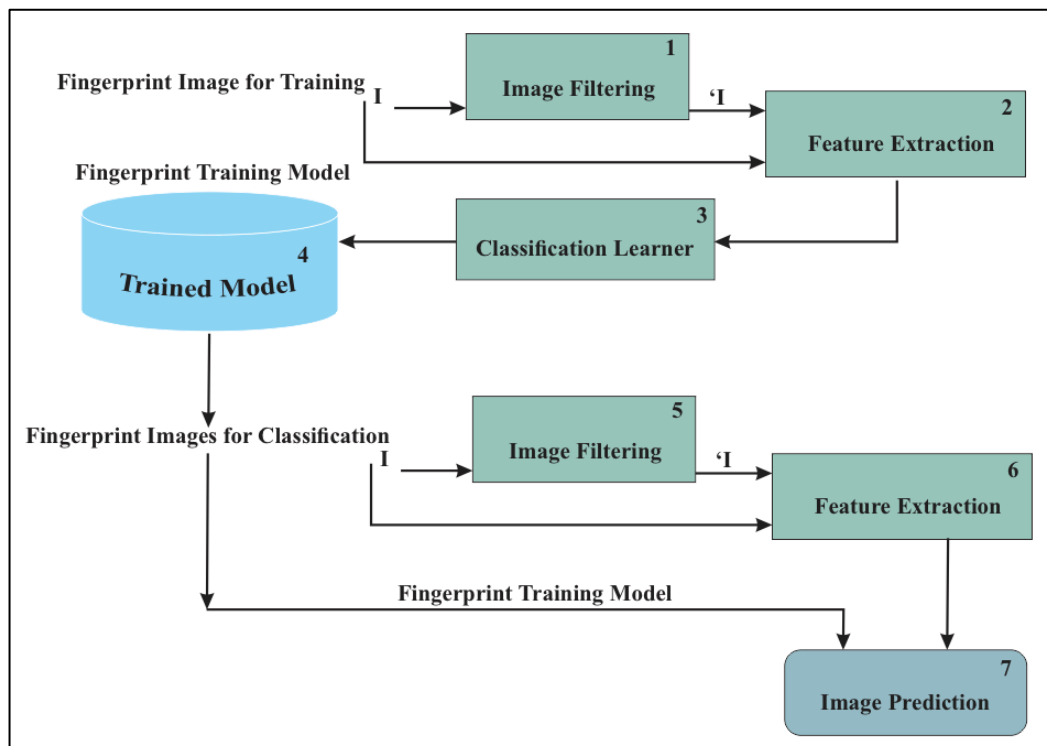 1
Fingerprint Image for Training
I
Image Filtering
‘I
2
Feature Extraction
Fingerprint Training Model
3
Classification Learner
4
Trained Model
5
Fingerprint Images for Classification
I
Image Filtering
‘I
6
Feature Extraction
Fingerprint Training Model
7
Image Prediction